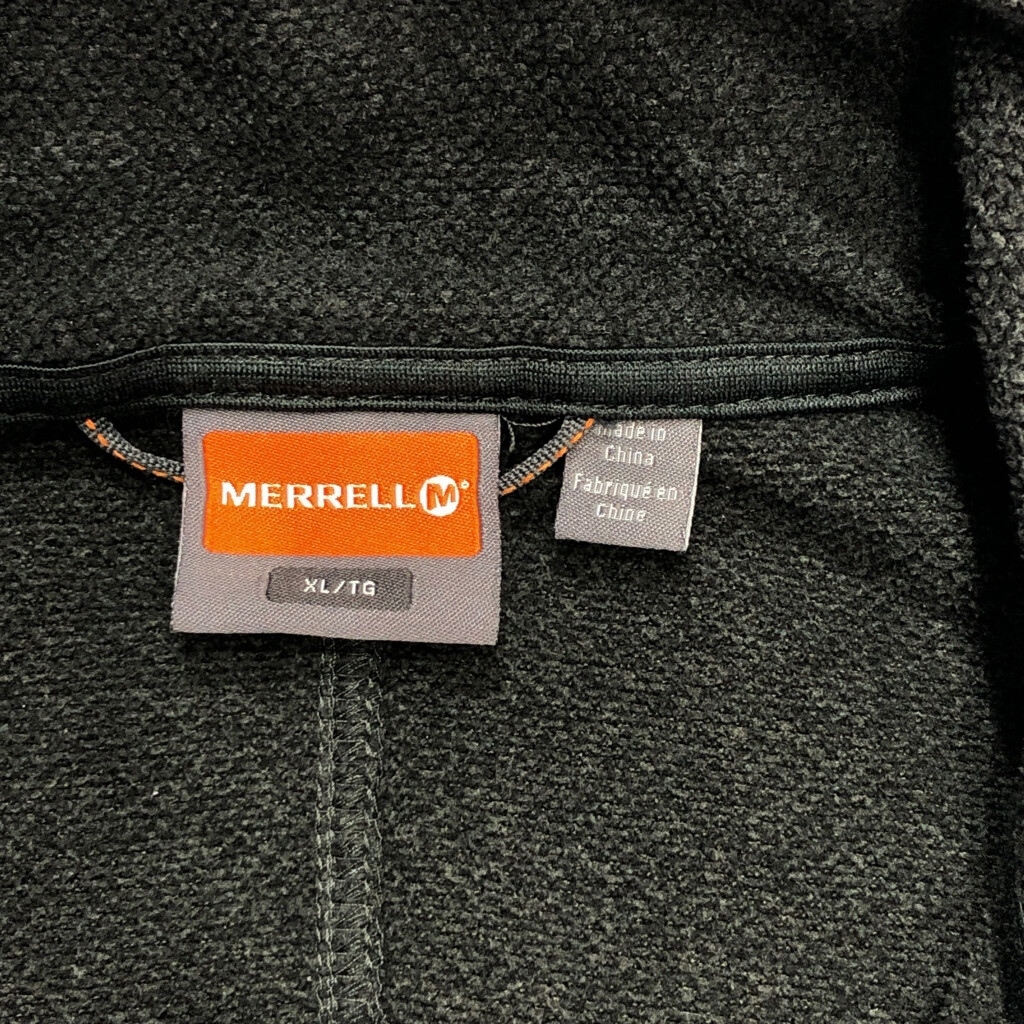 MERRELL M
XL/TG
made in
China
Fabriqué en
Chine